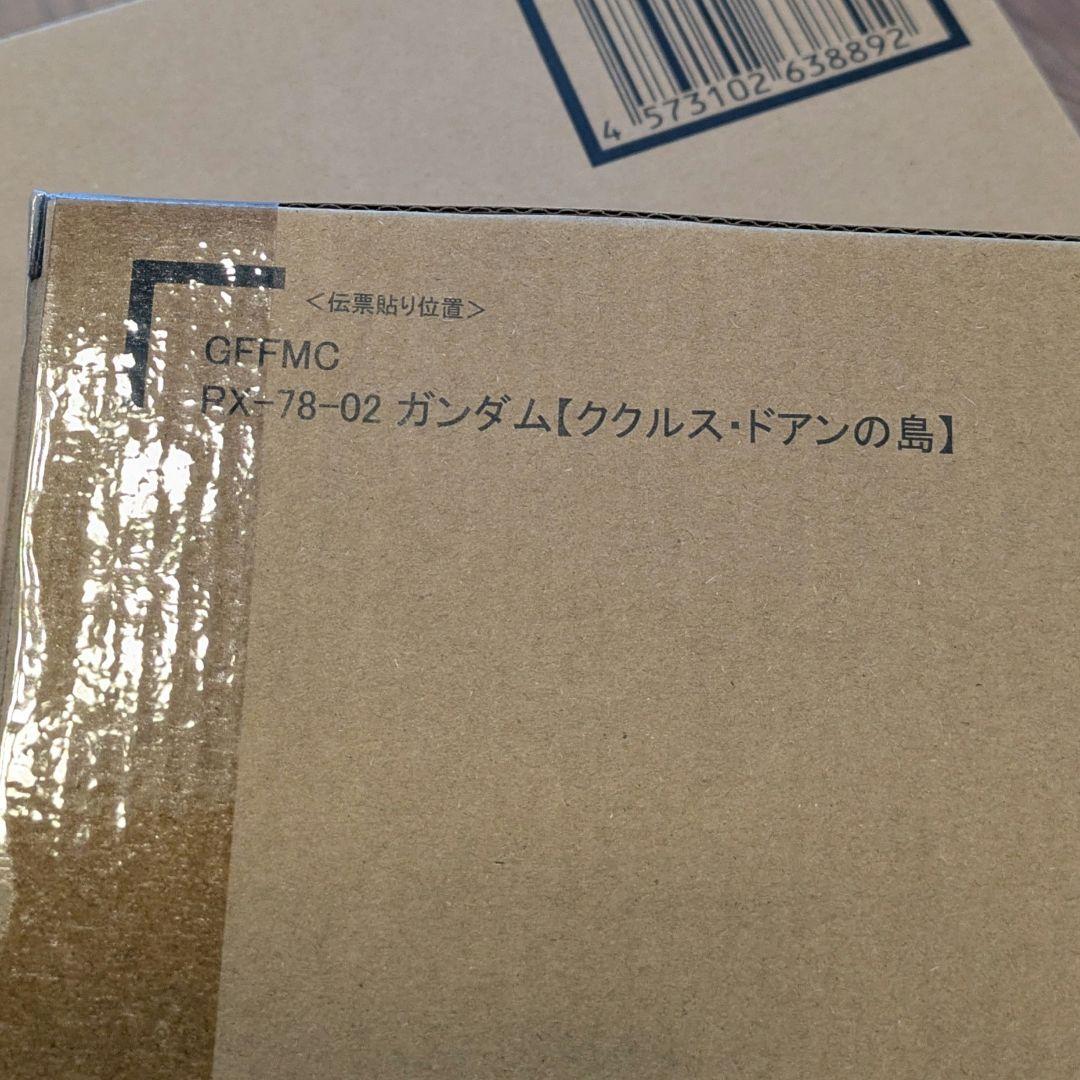 4 573102 638892
＜伝票貼り位置＞
GFFMC
RX-78-02 ガンダム【ククルス・ドアンの島】